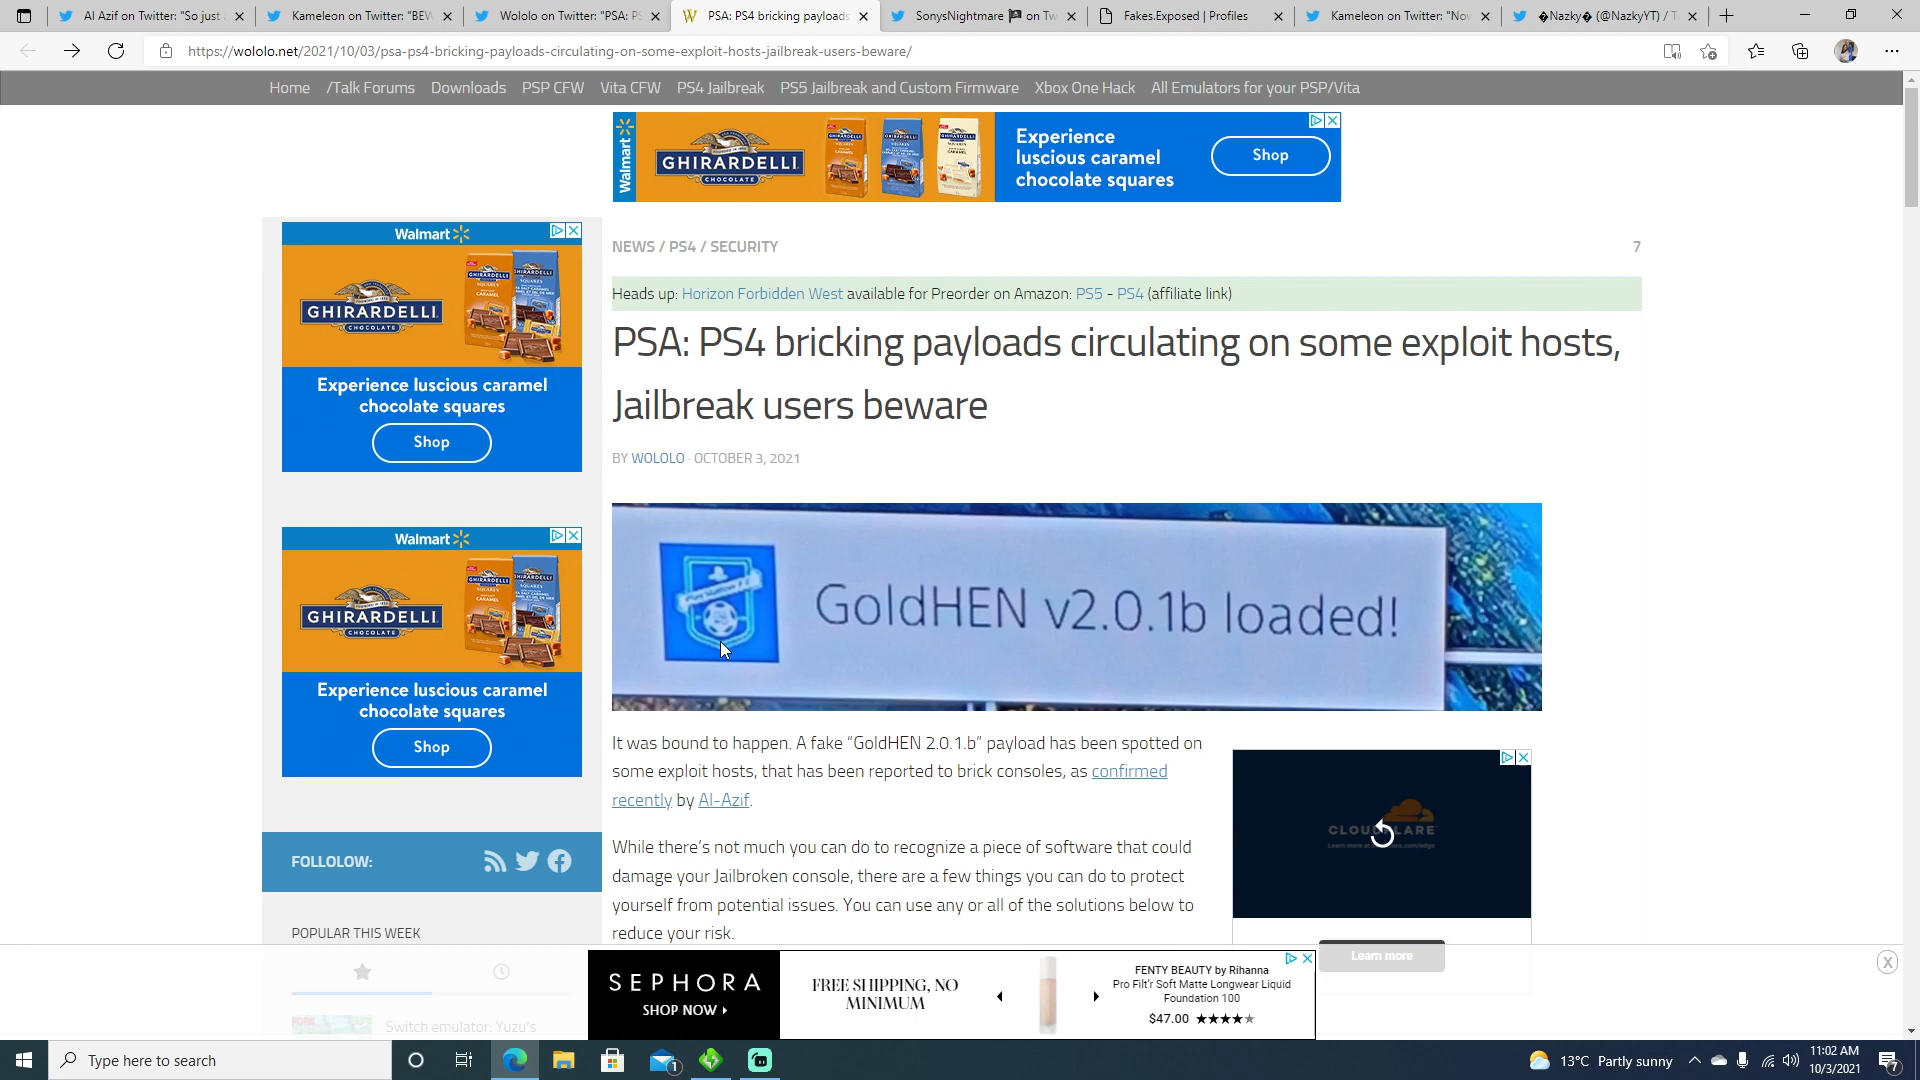 Al Azif on Twitter: "So just
Kameleon on Twitter: "BEW
Wololo on Twitter: "PSA: PS
PSA: PS4 bricking payloads
SonysNightmare 🏴 on Tw
Fakes.Exposed | Profiles
Kameleon on Twitter: "Now
�Nazky� (@NazkyYT) / T
https://wololo.net/2021/10/03/psa-ps4-bricking-payloads-circulating-on-some-exploit-hosts-jailbreak-users-beware/
Home /Talk Forums Downloads PSP CFW Vita CFW PS4 Jailbreak PS5 Jailbreak and Custom Firmware Xbox One Hack All Emulators for your PSP/Vita
Walmart
GHIRARDELLI
CHOCOLATE
Experience
luscious caramel
chocolate squares
Shop
Walmart
GHIRARDELLI
CHOCOLATE
Experience luscious caramel
chocolate squares
Shop
Walmart
GHIRARDELLI
CHOCOLATE
Experience luscious caramel
chocolate squares
Shop
FOLLOLOW:
POPULAR THIS WEEK
Switch emulator: Yuzu's
NEWS / PS4 / SECURITY
7
Heads up: Horizon Forbidden West available for Preorder on Amazon: PS5 - PS4 (affiliate link)
PSA: PS4 bricking payloads circulating on some exploit hosts,
Jailbreak users beware
BY WOLOLO · OCTOBER 3, 2021
GoldHEN v2.0.1b loaded!
It was bound to happen. A fake “GoldHEN 2.0.1.b” payload has been spotted on
some exploit hosts, that has been reported to brick consoles, as confirmed
recently by Al-Azif.
While there’s not much you can do to recognize a piece of software that could
damage your Jailbroken console, there are a few things you can do to protect
yourself from potential issues. You can use any or all of the solutions below to
reduce your risk.
CLOUDFLARE
Learn more
SEPHORA
SHOP NOW
FREE SHIPPING, NO
MINIMUM
FENTY BEAUTY by Rihanna
Pro Filt'r Soft Matte Longwear Liquid
Foundation 100
$47.00 ★★★★★
Type here to search
1
13°C Partly sunny
11:02 AM
10/3/2021
7